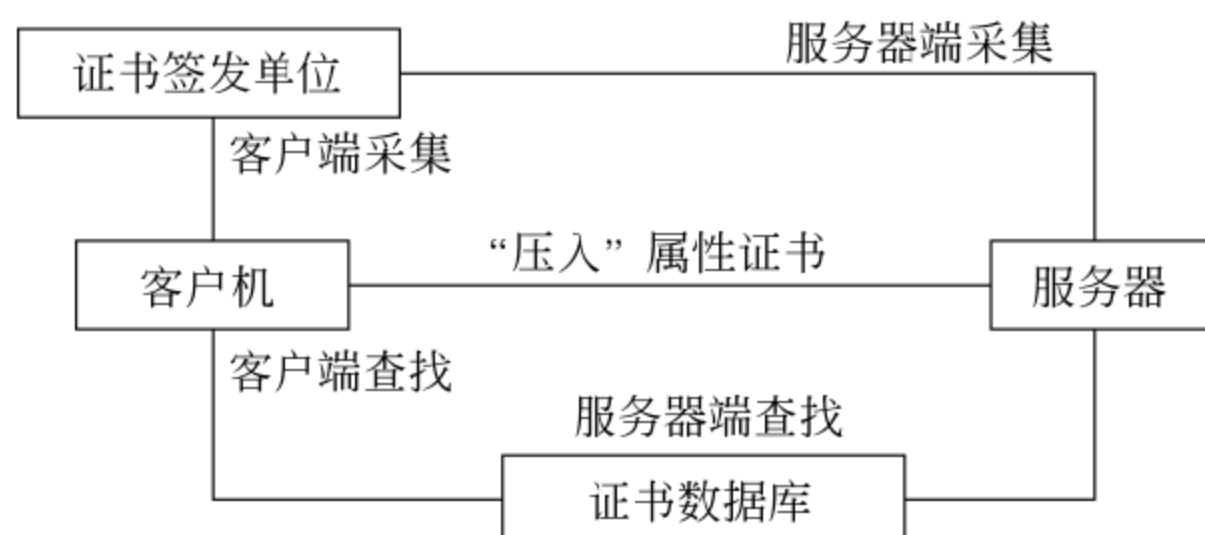 服务器端采集
证书签发单位
客户端采集
“压入”属性证书
客户机
服务器
客户端查找
服务器端查找
证书数据库